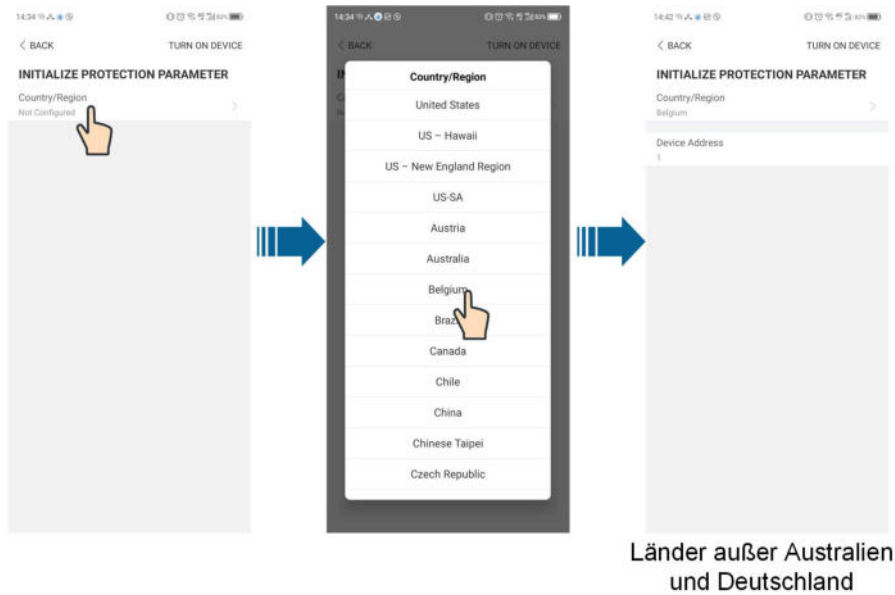 14:34
< BACK
TURN ON DEVICE
INITIALIZE PROTECTION PARAMETER
Country/Region
Not Configured
14:34
< BACK
TURN ON DEVICE
Country/Region
United States
US – Hawaii
US – New England Region
US-SA
Austria
Australia
Belgium
Canada
Chile
China
Chinese Taipei
Czech Republic
14:42
< BACK
TURN ON DEVICE
INITIALIZE PROTECTION PARAMETER
Country/Region
Belgium
Device Address
1
Länder außer Australien
und Deutschland